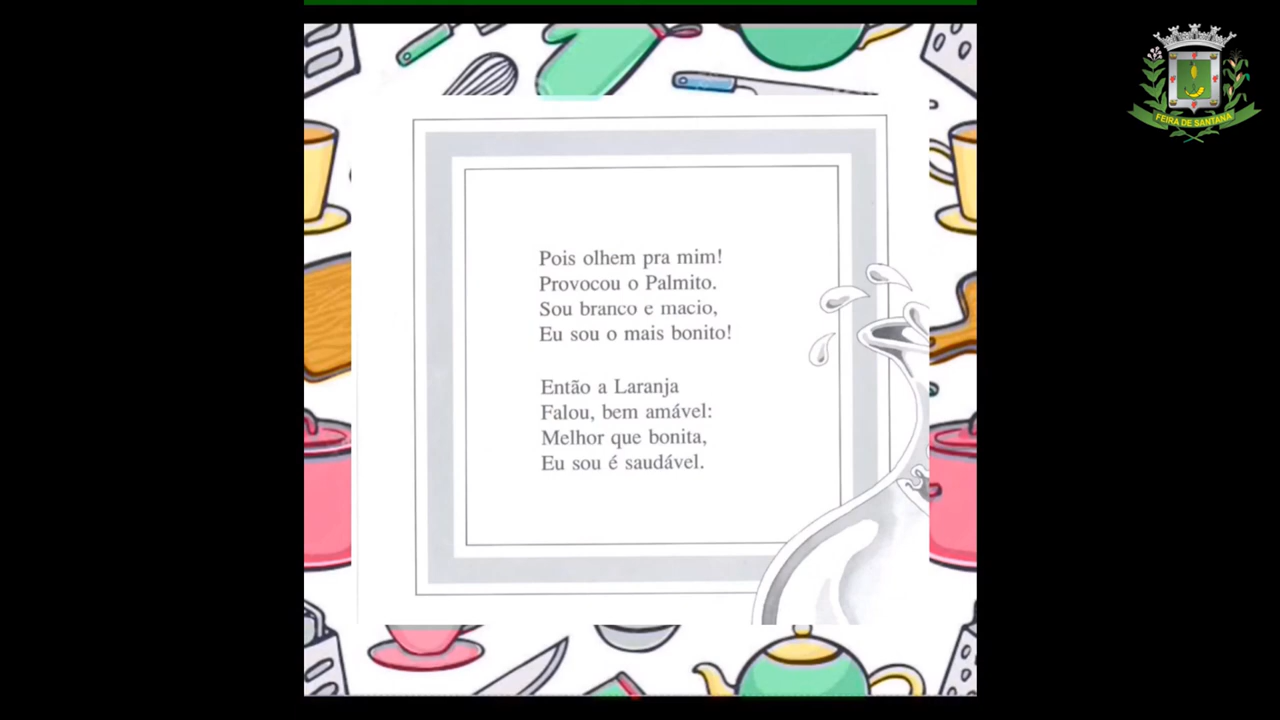 Pois olhem pra mim!
Provocou o Palmito.
Sou branco e macio,
Eu sou o mais bonito!
Então a Laranja
Falou, bem amável:
Melhor que bonita,
Eu sou é saudável.
FEIRA DE SANTANA